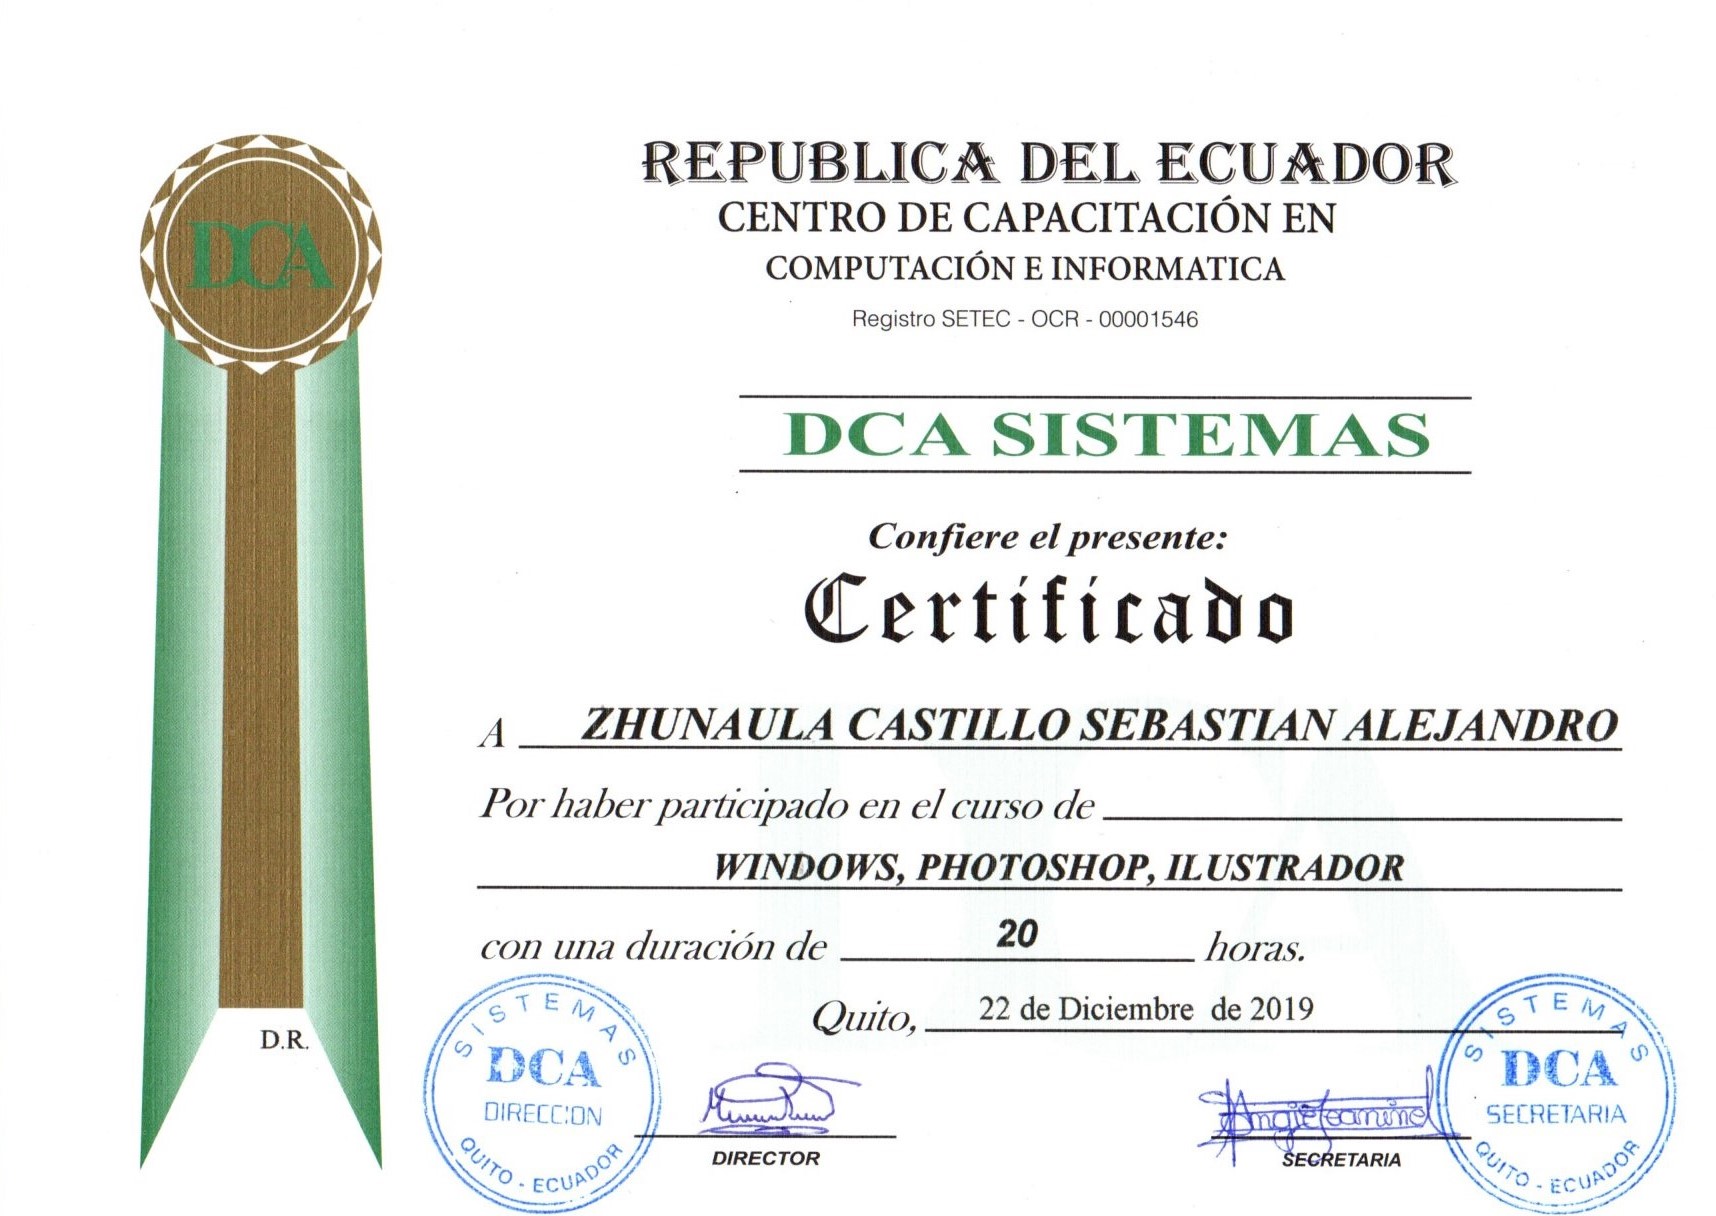 DCA
REPUBLICA DEL ECUADOR
CENTRO DE CAPACITACIÓN EN
COMPUTACIÓN E INFORMATICA
Registro SETEC - OCR - 00001546
DCA SISTEMAS
Confiere el presente:
Certificado
A ZHUNAULA CASTILLO SEBASTIAN ALEJANDRO
Por haber participado en el curso de
WINDOWS, PHOTOSHOP, ILUSTRADOR
con una duración de 20 horas.
Quito, 22 de Diciembre de 2019
D.R.
SISTEMAS
DCA
DIRECCION
QUITO - ECUADOR
DIRECTOR
SECRETARIA
SISTEMAS
DCA
SECRETARIA
QUITO - ECUADOR